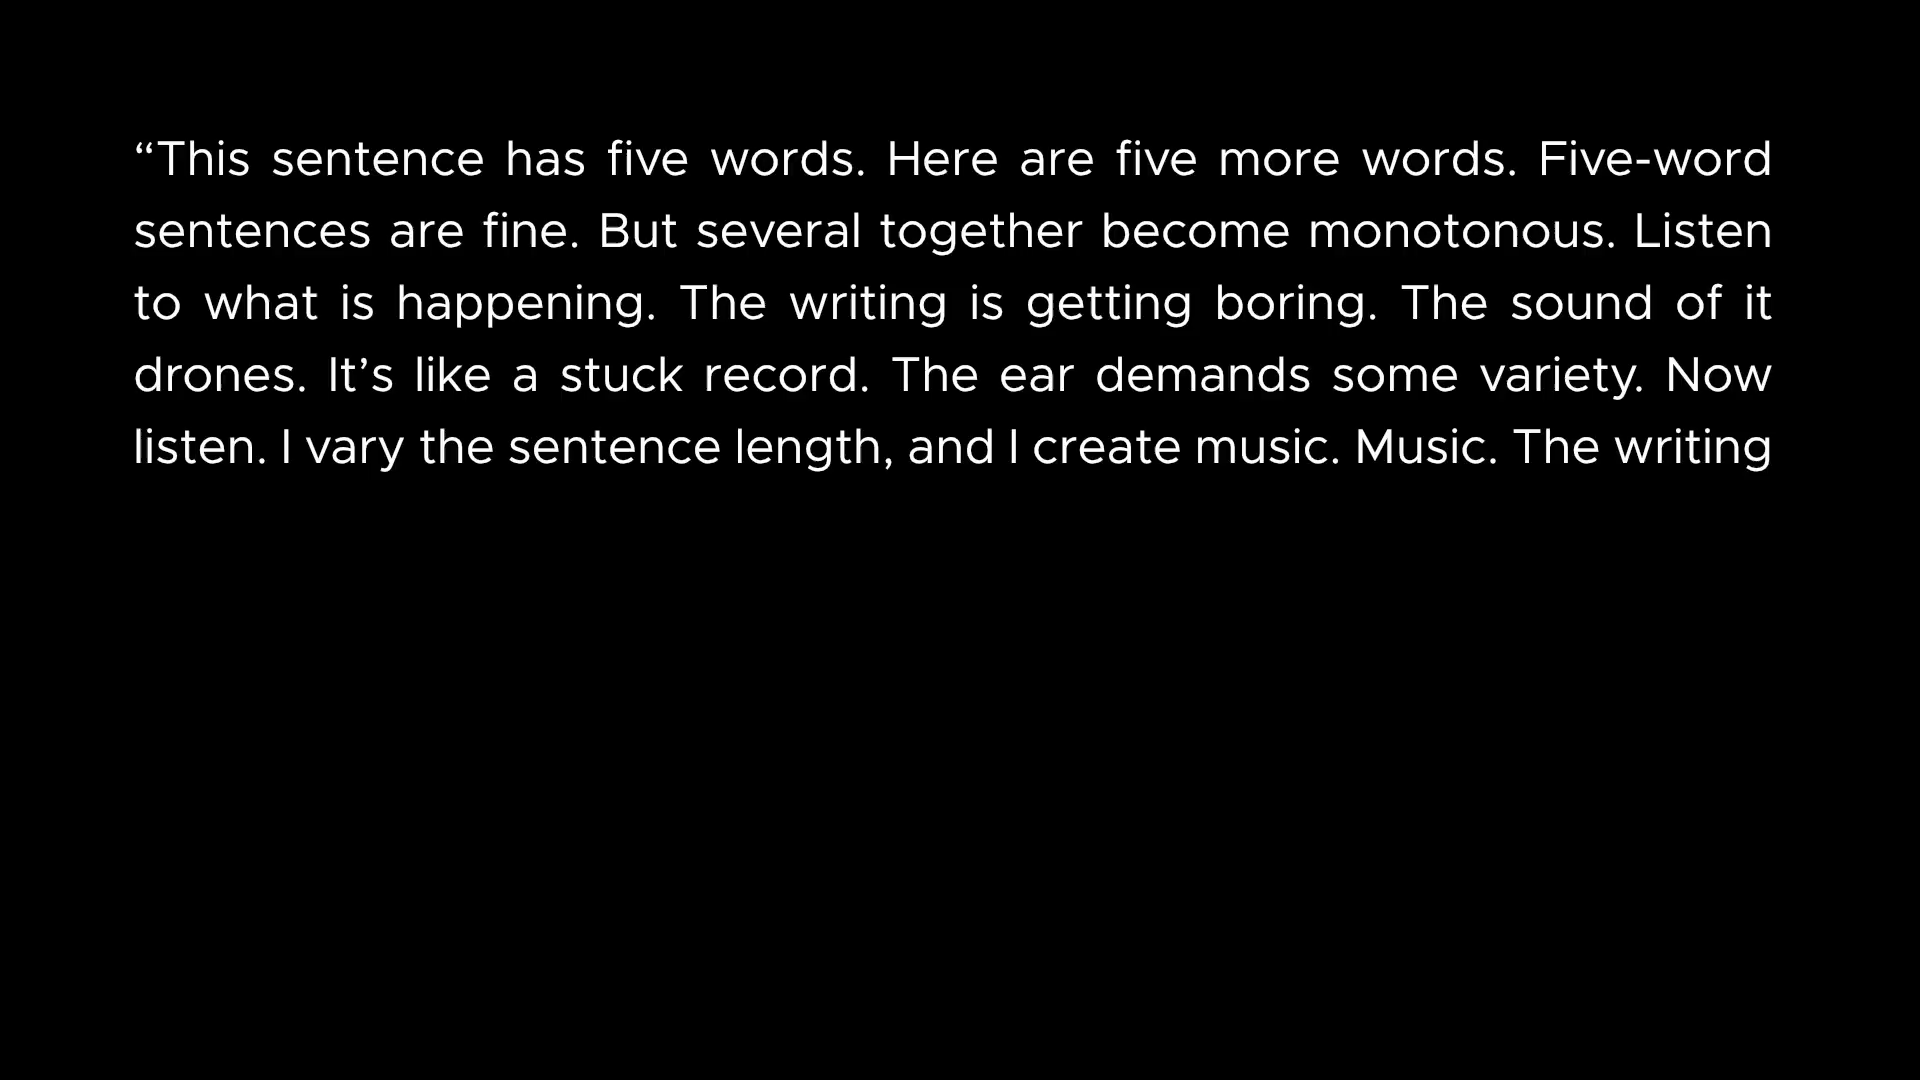 “This sentence has five words. Here are five more words. Five-word
sentences are fine. But several together become monotonous. Listen
to what is happening. The writing is getting boring. The sound of it
drones. It’s like a stuck record. The ear demands some variety. Now
listen. I vary the sentence length, and I create music. Music. The writing